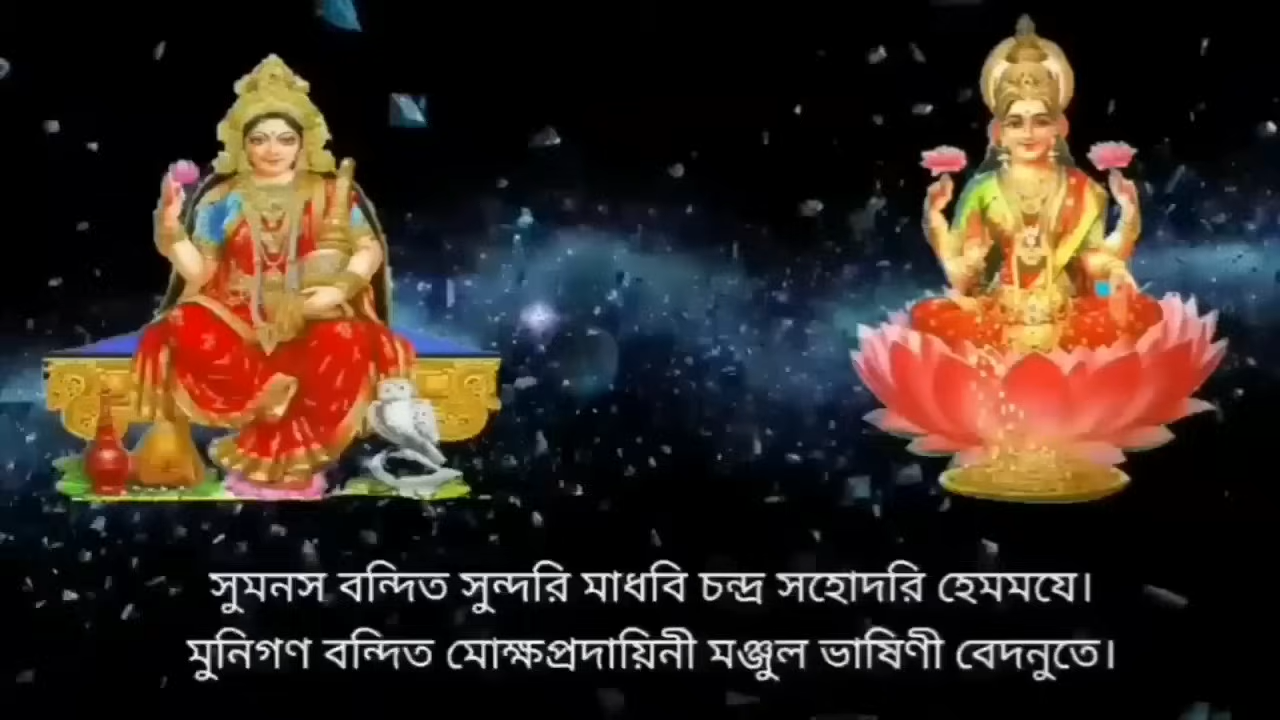 সুমনস বন্দিত সুন্দরি মাধবি চন্দ্র সহোদরি হেমমযে।
মুনিগণ বন্দিত মোক্ষপ্রদায়িনী মঞ্জুল ভাষিণী বেদনুতে।